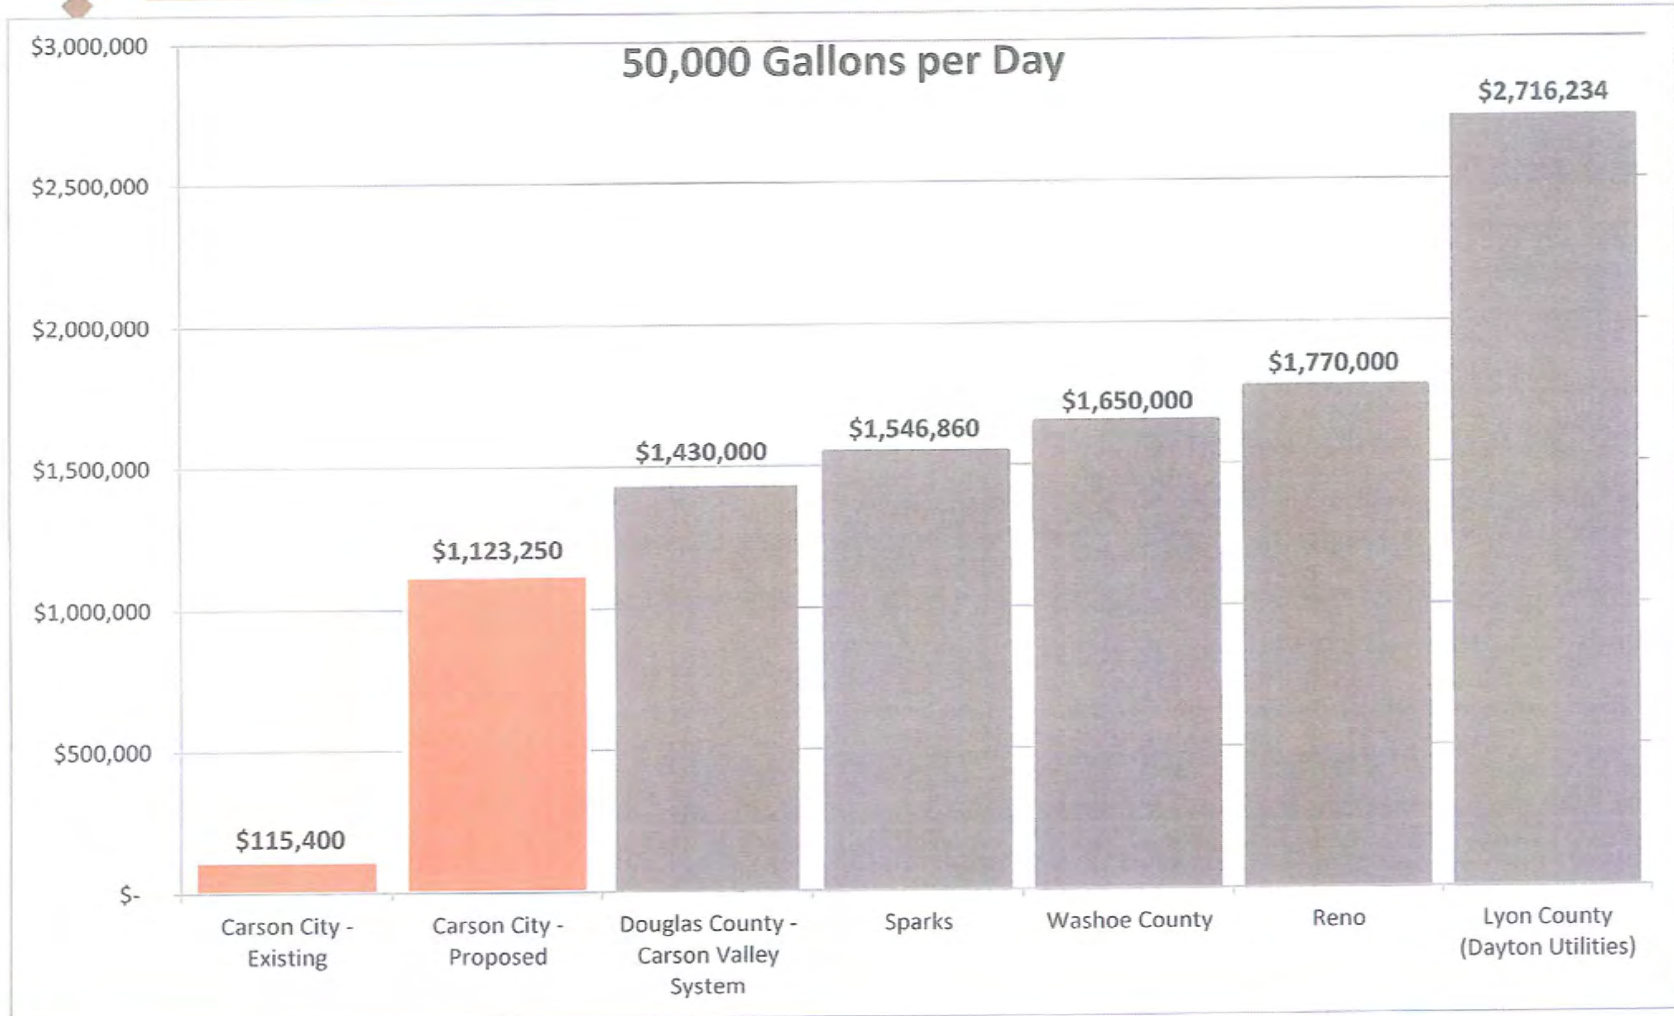 50,000 Gallons per Day
$3,000,000
$2,500,000
$2,000,000
$1,500,000
$1,000,000
$500,000
$-
$115,400
$1,123,250
$1,430,000
$1,546,860
$1,650,000
$1,770,000
$2,716,234
Carson City -
Existing
Carson City -
Proposed
Douglas County -
Carson Valley
System
Sparks
Washoe County
Reno
Lyon County
(Dayton Utilities)